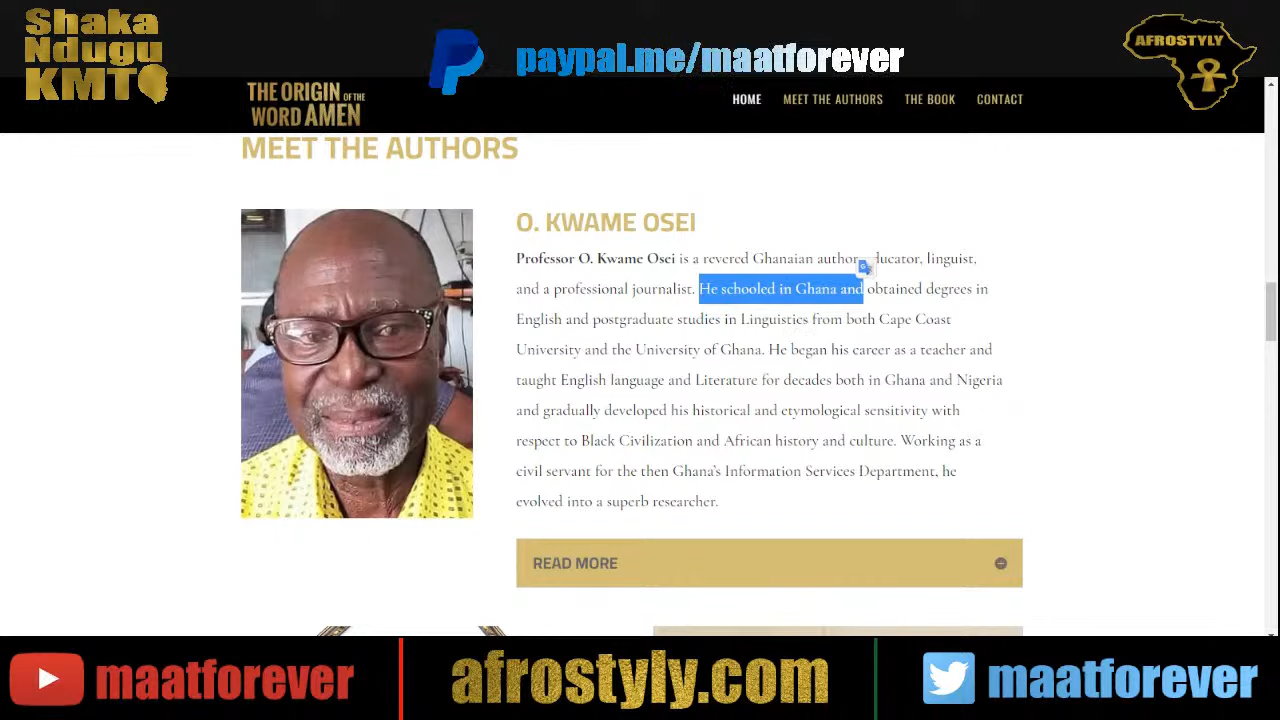 Shaka
Ndugu
KMT
paypal.me/maatforever
AFROSTYLY
THE ORIGIN OF THE
WORD AMEN
HOME MEET THE AUTHORS THE BOOK CONTACT
MEET THE AUTHORS
O. KWAME OSEI
Professor O. Kwame Osei is a revered Ghanaian author, ducator, linguist,
and a professional journalist. He schooled in Ghana and obtained degrees in
English and postgraduate studies in Linguistics from both Cape Coast
University and the University of Ghana. He began his career as a teacher and
taught English language and Literature for decades both in Ghana and Nigeria
and gradually developed his historical and etymological sensitivity with
respect to Black Civilization and African history and culture. Working as a
civil servant for the then Ghana's Information Services Department, he
evolved into a superb researcher.
READ MORE
maatforever
afrostyly.com
maatforever